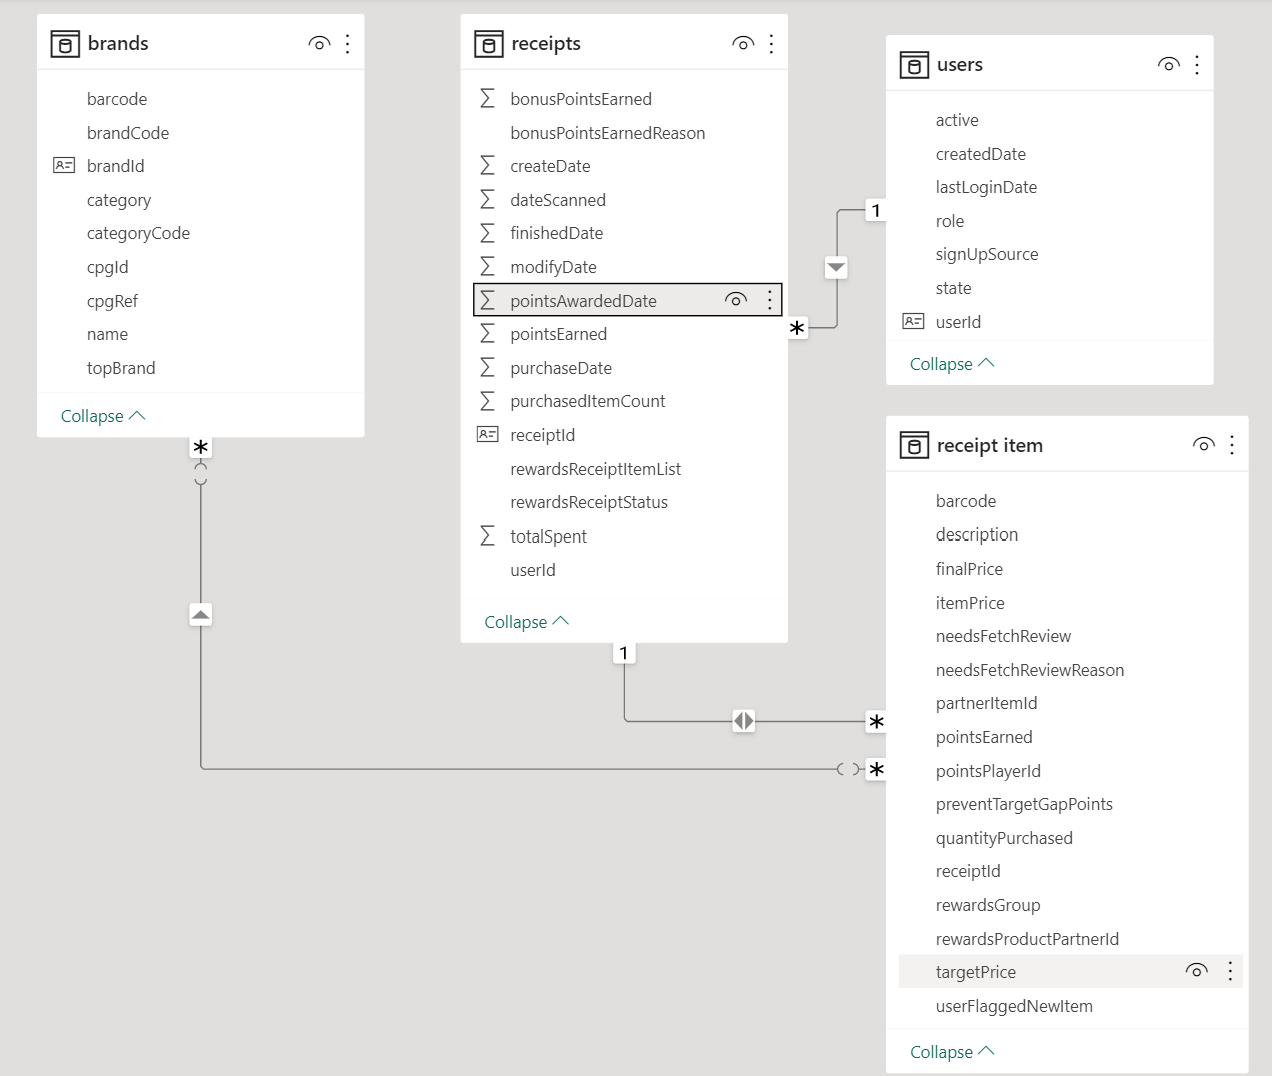 brands
barcode
brandCode
brandId
category
categoryCode
cpgId
cpgRef
name
topBrand
Collapse
*
receipts
bonusPointsEarned
bonusPointsEarnedReason
createDate
dateScanned
finishedDate
modifyDate
pointsAwardedDate
pointsEarned
purchaseDate
purchasedItemCount
receiptId
rewardsReceiptItemList
rewardsReceiptStatus
totalSpent
userId
Collapse
1
*
users
active
createdDate
lastLoginDate
role
signUpSource
state
userId
Collapse
1
receipt item
barcode
description
finalPrice
itemPrice
needsFetchReview
needsFetchReviewReason
partnerItemId
pointsEarned
pointsPlayerId
preventTargetGapPoints
quantityPurchased
receiptId
rewardsGroup
rewardsProductPartnerId
targetPrice
userFlaggedNewItem
Collapse
*
*